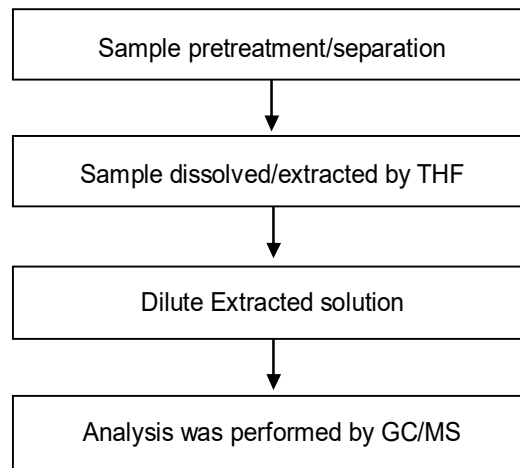 Sample pretreatment/separation
Sample dissolved/extracted by THF
Dilute Extracted solution
Analysis was performed by GC/MS